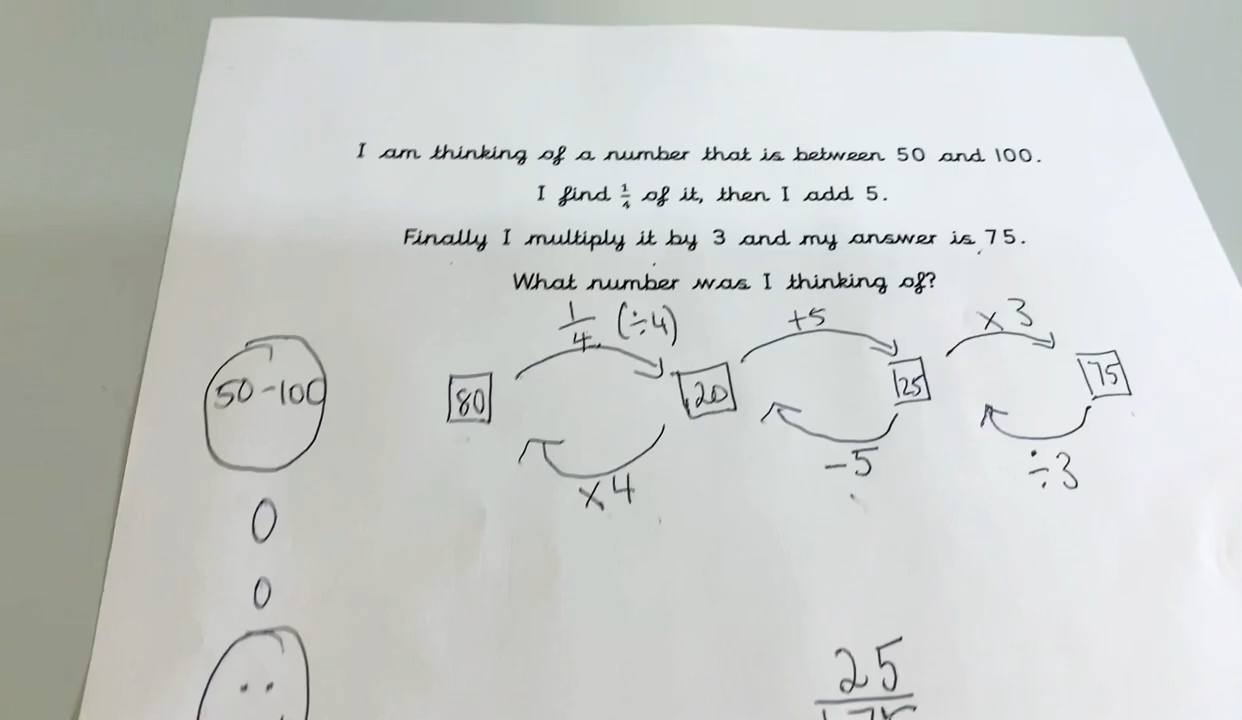 I am thinking of a number that is between 50 and 100.
I find 1/4 of it, then I add 5.
Finally I multiply it by 3 and my answer is 75.
What number was I thinking of?
1/4 (÷4) +5 x3
50-100 80 20 25 75
x4 -5 ÷3
25